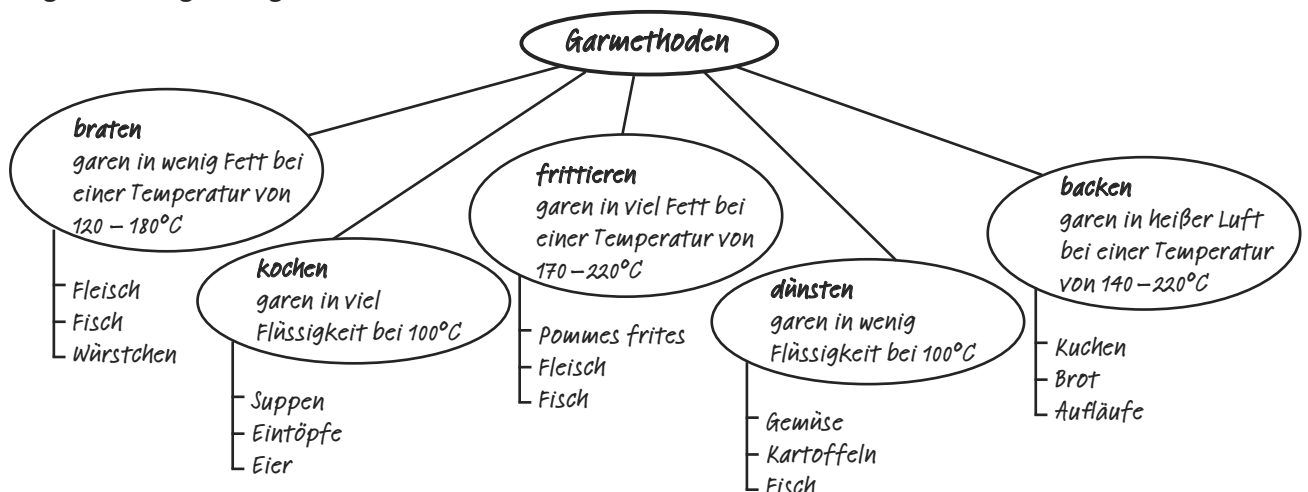 Garmethoden
braten
garen in wenig Fett bei
einer Temperatur von
120 – 180°C
Fleisch
Fisch
Würstchen
kochen
garen in viel
Flüssigkeit bei 100°C
Suppen
Eintöpfe
Eier
frittieren
garen in viel Fett bei
einer Temperatur von
170 – 220°C
Pommes frites
Fleisch
Fisch
dünsten
garen in wenig
Flüssigkeit bei 100°C
Gemüse
Kartoffeln
Fisch
backen
garen in heißer Luft
bei einer Temperatur
von 140 – 220°C
Kuchen
Brot
Aufläufe